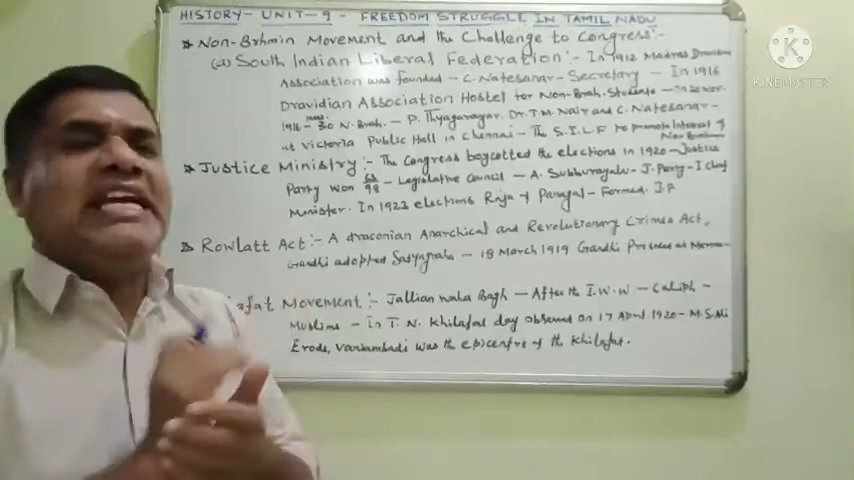 HISTORY - UNIT-9 - FREEDOM STRUGGLE IN TAMIL NADU
Non-Brhmin Movement and the Challenge to Congress:-
(a) South Indian Liberal Federation:- In 1912 Madras Dravidian
Association was founded - C. Natesanar - Secretary - In 1916
Dravidian Association Hostel for Non-Brah. Students - on 20 Nov.
1916 - 30 N. Brah. - P. Thyagarayar. Dr. T.M. Nair and C. Natesanar -
at Victoria Public Hall in Chennai - The S.I.L.F to promote Interest of
Non Brahmins
Justice Ministry:- The Congress boycotted the elections in 1920 - Justice
Party won 63/98 - Legislative Council - A. Subburayalu - J. Party - I Chief
Minister. In 1923 elections Raja of Panagal - Formed. J.P
Rowlatt Act:- A draconian Anarchical and Revolutionary Crimes Act,
Gandhi adopted Satyagraha - 18 March 1919 Gandhi
lafat Movement:- Jallian wala Bagh - After the I.W.W - Caliph -
Muslims - in T.N. Khilafat day observed on 17 April 1920 - M.S. Ali
Erode, Vaniambadi was the epicentre of the Khilafat.
K
KINEMASTER